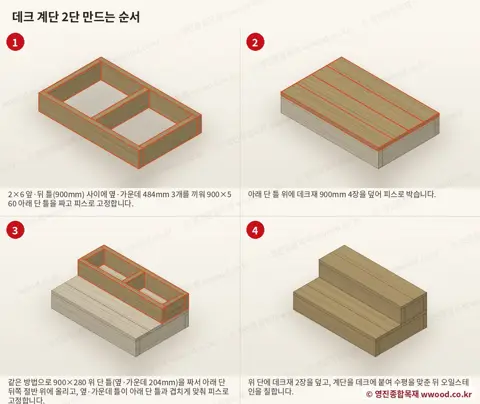 데크 계단 2단 만드는 순서
1
2
2×6 앞·뒤 틀(900mm) 사이에 옆·가운데 484mm 3개를 끼워 900×5
60 아래 단 틀을 짜고 피스로 고정합니다.
아래 단 틀 위에 데크재 900mm 4장을 덮어 피스로 박습니다.
3
4
같은 방법으로 900×280 위 단 틀(옆·가운데 204mm)을 짜서 아래 단
뒤쪽 절반 위에 올리고, 옆·가운데 틀이 아래 단 틀과 겹치게 맞춰 피스로
고정합니다.
위 단에 데크재 2장을 덮고, 계단을 데크에 붙여 수평을 맞춘 뒤 오일스테
인을 칠합니다.
© 영진종합목재 wwood.co.kr